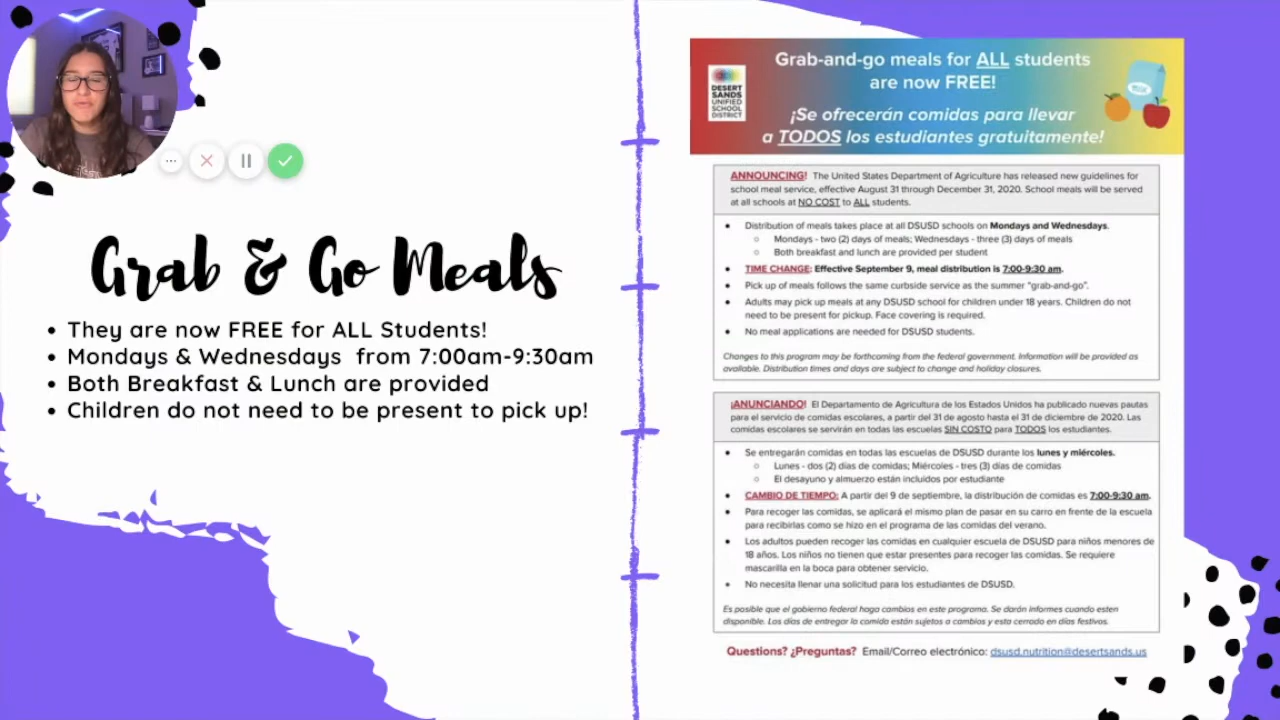 Grab & Go Meals
• They are now FREE for ALL Students!
• Mondays & Wednesdays from 7:00am-9:30am
• Both Breakfast & Lunch are provided
• Children do not need to be present to pick up!
DESERT
SANDS
UNIFIED
SCHOOL
DISTRICT
Grab-and-go meals for ALL students
are now FREE!
¡Se ofrecerán comidas para llevar
a TODOS los estudiantes gratuitamente!
ANNOUNCING! The United States Department of Agriculture has released new guidelines for
school meal service, effective August 31 through December 31, 2020. School meals will be served
at all schools at NO COST to ALL students.
● Distribution of meals takes place at all DSUSD schools on Mondays and Wednesdays.
○ Mondays - two (2) days of meals; Wednesdays - three (3) days of meals
○ Both breakfast and lunch are provided per student
● TIME CHANGE: Effective September 9, meal distribution is 7:00-9:30 am.
● Pick up of meals follows the same curbside service as the summer “grab-and-go”.
● Adults may pick up meals at any DSUSD school for children under 18 years. Children do not
need to be present for pickup. Face covering is required.
● No meal applications are needed for DSUSD students.
Changes to this program may be forthcoming from the federal government. Information will be provided as
available. Distribution times and days are subject to change and holiday closures.
¡ANUNCIANDO! El Departamento de Agricultura de los Estados Unidos ha publicado nuevas pautas
para el servicio de comidas escolares, a partir del 31 de agosto hasta el 31 de diciembre de 2020. Las
comidas escolares se servirán en todas las escuelas SIN COSTO para TODOS los estudiantes.
● Se entregarán comidas en todas las escuelas de DSUSD durante los lunes y miércoles.
○ Lunes - dos (2) días de comidas; Miércoles - tres (3) días de comidas
○ El desayuno y almuerzo están incluidos por estudiante
● CAMBIO DE TIEMPO: A partir del 9 de septiembre, la distribución de comidas es 7:00-9:30 am.
● Para recoger las comidas, se aplicará el mismo plan de pasar en su carro en frente de la escuela
para recibirlas como se hizo en el programa de las comidas del verano.
● Los adultos pueden recoger las comidas en cualquier escuela de DSUSD para niños menores de
18 años. Los niños no tienen que estar presentes para recoger las comidas. Se requiere
mascarilla en la boca para obtener servicio.
● No necesita llenar una solicitud para los estudiantes de DSUSD.
Es posible que el gobierno federal haga cambios en este programa. Se darán informes cuando esten
disponible. Los días de entregar la comida están sujetos a cambios y esta cerrado en días festivos.
Questions? ¿Preguntas? Email/Correo electrónico: dsusd.nutrition@desertsands.us